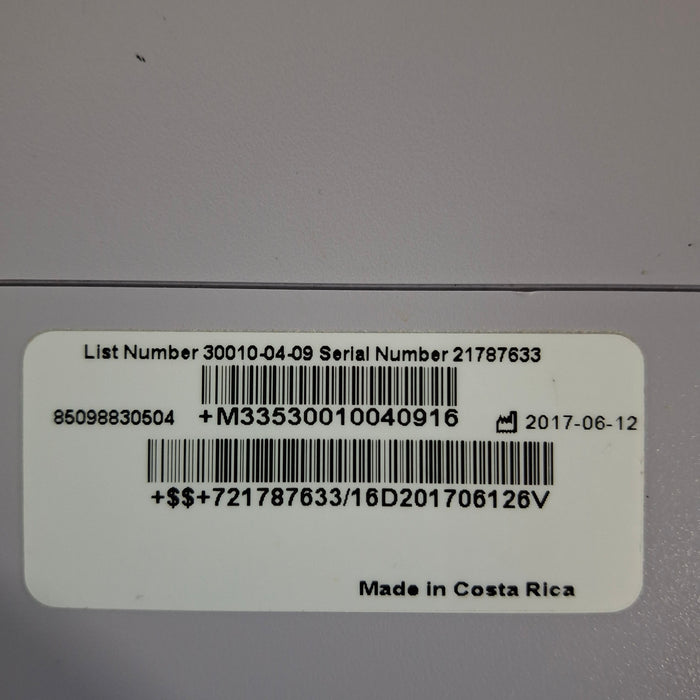 List Number 30010-04-09 Serial Number 21787633
85098830504 +M33530010040916 2017-06-12
+$$+721787633/16D201706126V
Made in Costa Rica